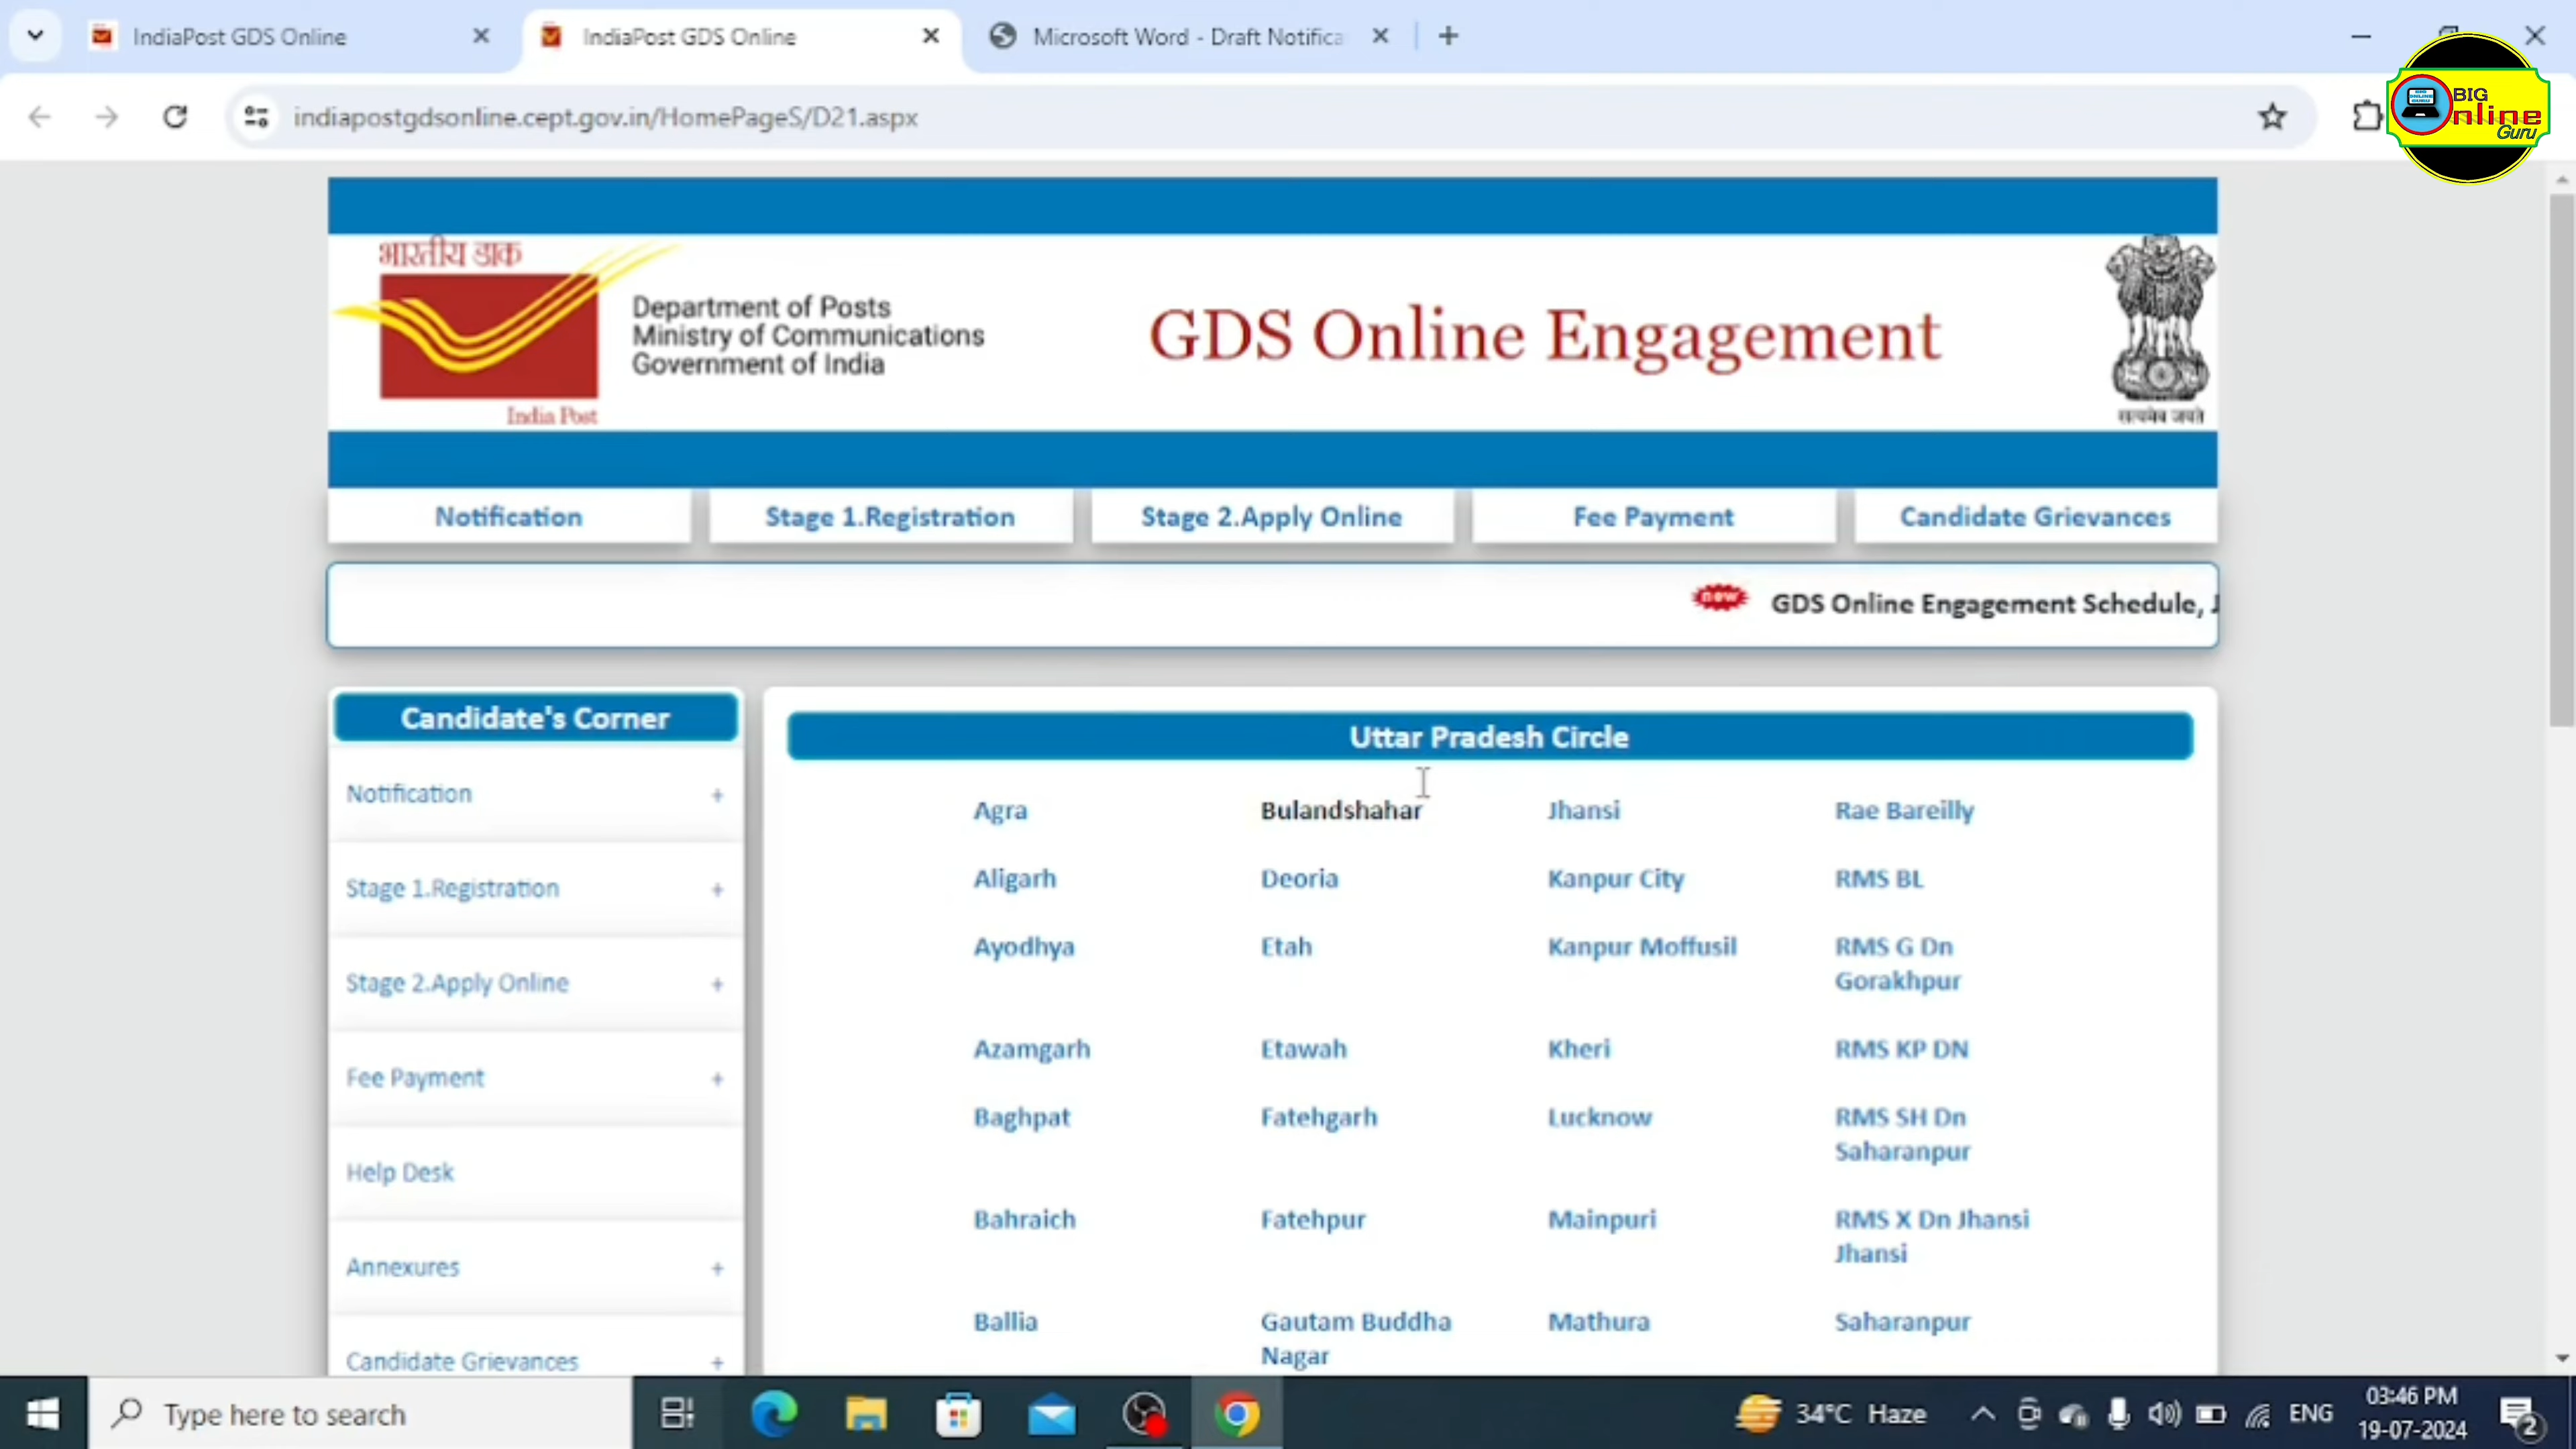 IndiaPost GDS Online
IndiaPost GDS Online
Microsoft Word - Draft Notifica
indiapostgdsonline.cept.gov.in/HomePageS/D21.aspx
BIG
Online
Guru
भारतीय डाक
India Post
Department of Posts
Ministry of Communications
Government of India
GDS Online Engagement
सत्यमेव जयते
Notification
Stage 1.Registration
Stage 2.Apply Online
Fee Payment
Candidate Grievances
new GDS Online Engagement Schedule, J
Candidate's Corner
Notification +
Stage 1.Registration +
Stage 2.Apply Online +
Fee Payment +
Help Desk
Annexures +
Candidate Grievances +
Uttar Pradesh Circle
Agra Bulandshahar Jhansi Rae Bareilly
Aligarh Deoria Kanpur City RMS BL
Ayodhya Etah Kanpur Moffusil RMS G Dn
Gorakhpur
Azamgarh Etawah Kheri RMS KP DN
Baghpat Fatehgarh Lucknow RMS SH Dn
Saharanpur
Bahraich Fatehpur Mainpuri RMS X Dn Jhansi
Jhansi
Ballia Gautam Buddha Mathura Saharanpur
Nagar
Type here to search
34°C Haze
ENG
03:46 PM
19-07-2024
2